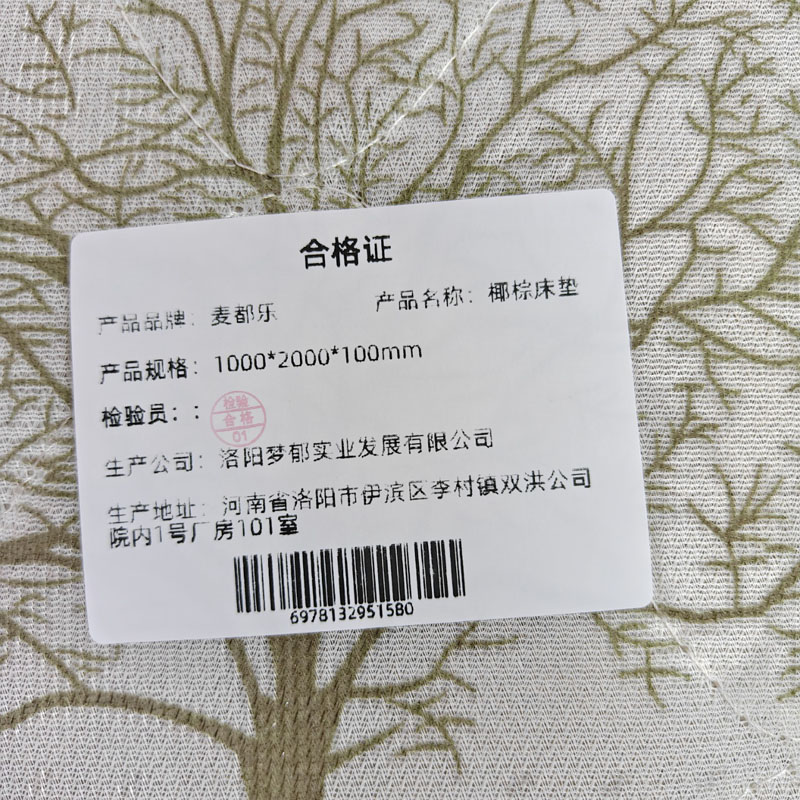 合格证
产品品牌：麦都乐 产品名称：椰棕床垫
产品规格：1000*2000*100mm
检验员：：
检验
合格
01
生产公司：洛阳梦郁实业发展有限公司
生产地址：河南省洛阳市伊滨区李村镇双洪公司
院内1号厂房101室
6978132951580